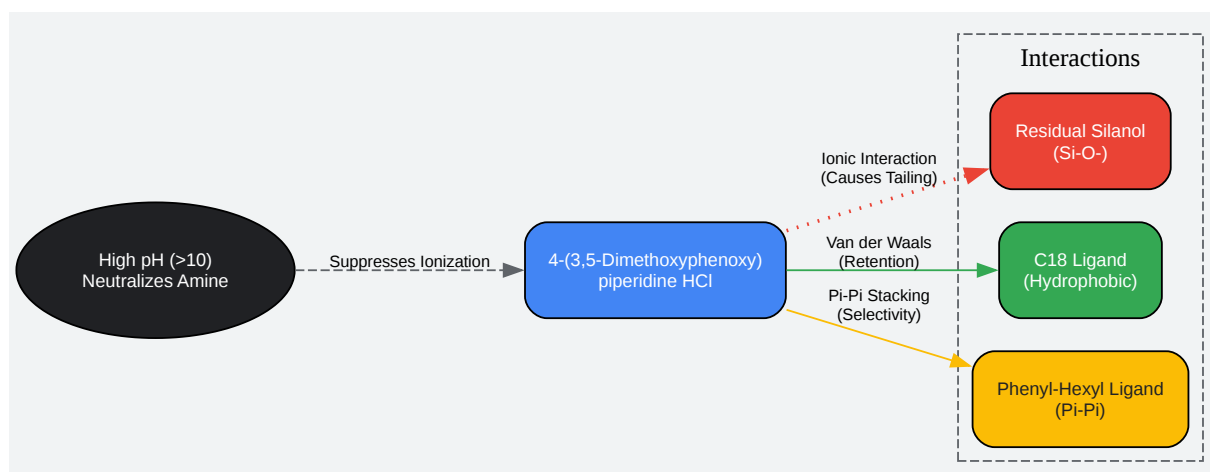 Interactions
Residual Silanol
(Si-O-)
Ionic Interaction
(Causes Tailing)
High pH (>10)
Neutralizes Amine
Suppresses Ionization
4-(3,5-Dimethoxyphenoxy)
piperidine HCl
Van der Waals
(Retention)
C18 Ligand
(Hydrophobic)
Pi-Pi Stacking
(Selectivity)
Phenyl-Hexyl Ligand
(Pi-Pi)